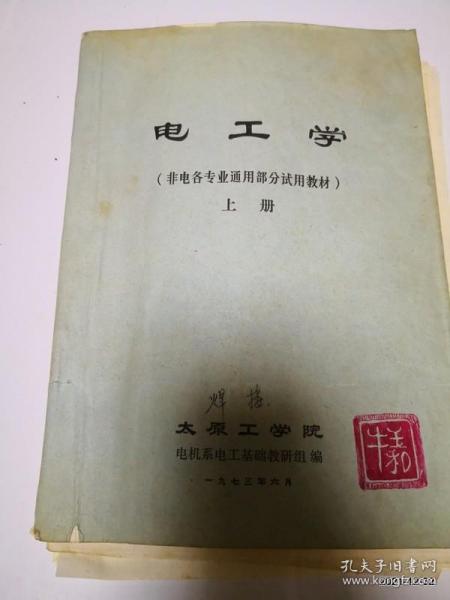 电工学
（非电各专业通用部分试用教材）
上册
焊接
太原工学院
电机系电工基础教研组 编
一九七三年六月
孔夫子旧书网